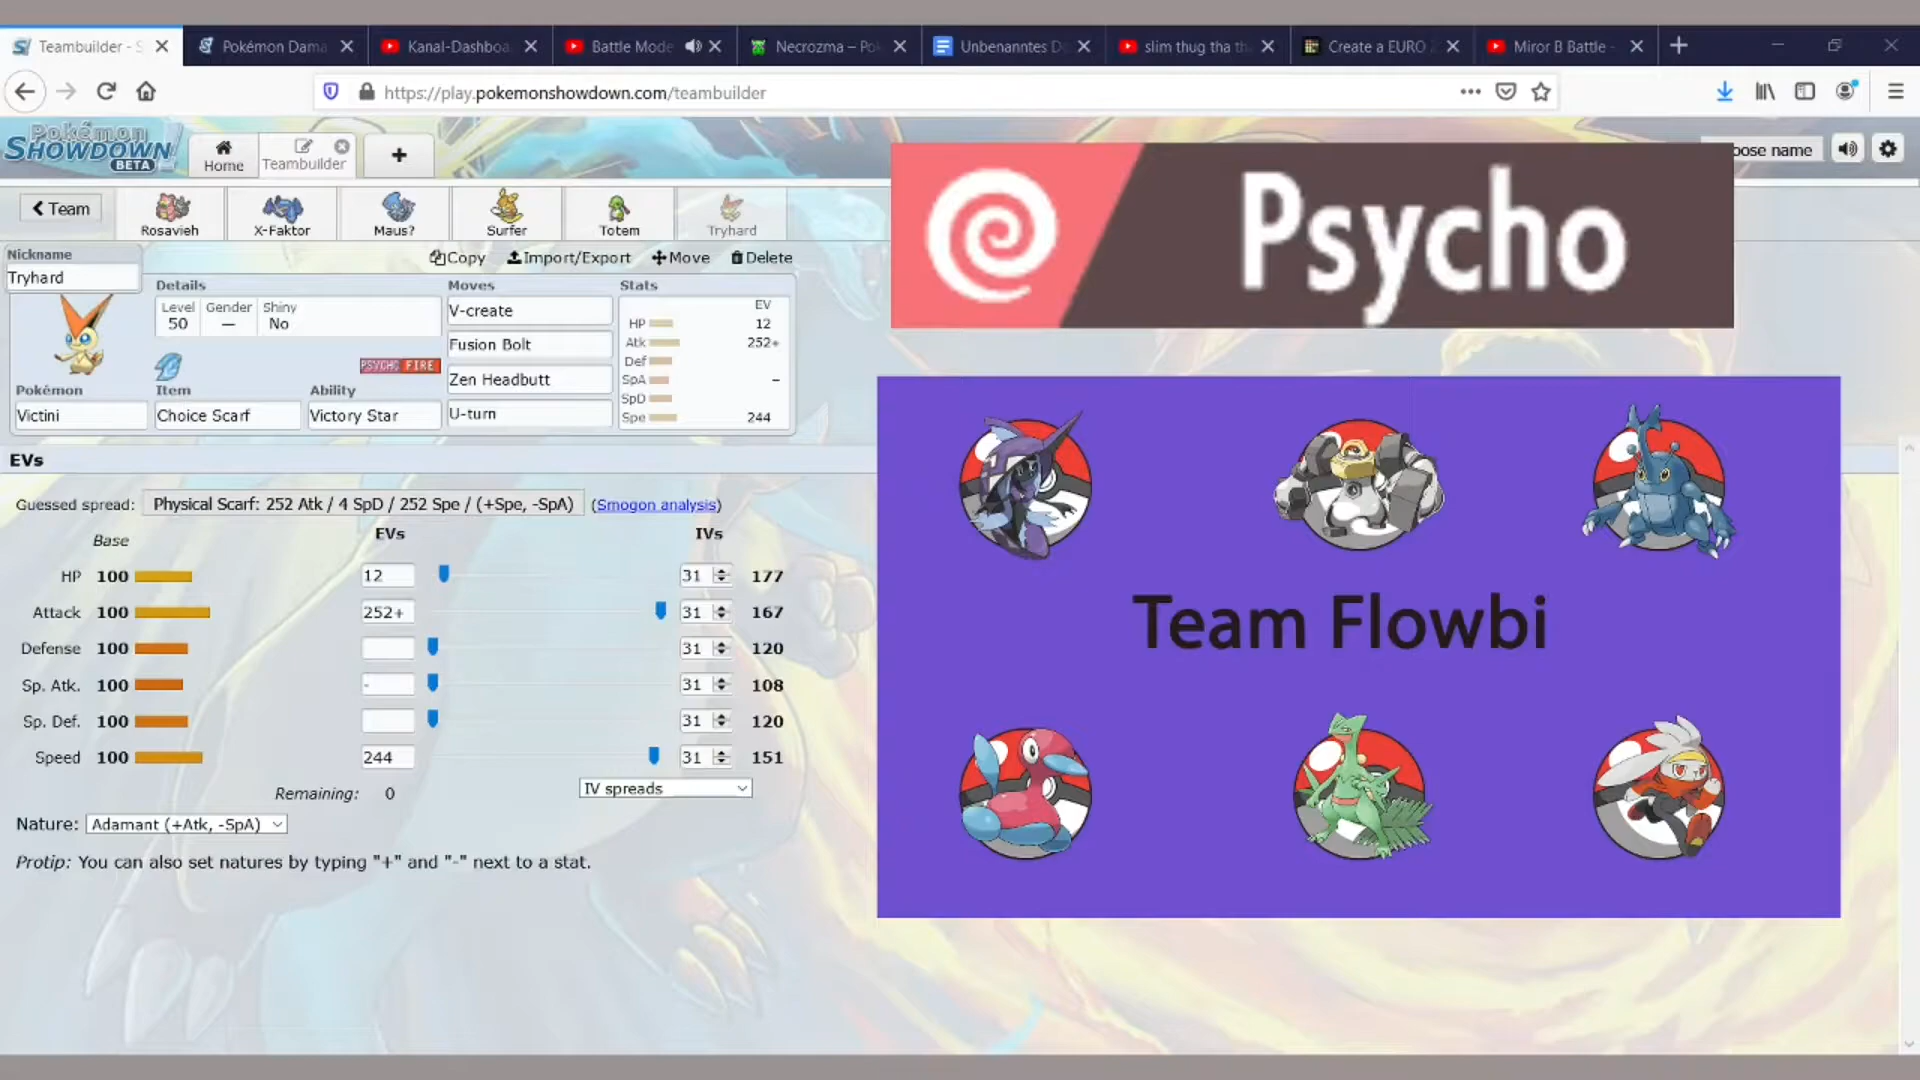 Teambuilder - S
Pokémon Dama
Kanal-Dashboa
Battle Mode
Necrozma – Pok
Unbenanntes D
slim thug tha th
Create a EURO
Miror B Battle -
https://play.pokemonshowdown.com/teambuilder
Pokémon
SHOWDOWN
BETA
Home
Teambuilder
oose name
Team
Rosavieh
X-Faktor
Maus?
Surfer
Totem
Tryhard
Nickname
Tryhard
Copy
Import/Export
Move
Delete
Details
Level
50
Gender
—
Shiny
No
PSYCHO FIRE
Pokémon
Victini
Item
Choice Scarf
Ability
Victory Star
Moves
V-create
Fusion Bolt
Zen Headbutt
U-turn
Stats
EV
HP 12
Atk 252+
Def
SpA –
SpD
Spe 244
Psycho
EVs
Guessed spread: Physical Scarf: 252 Atk / 4 SpD / 252 Spe / (+Spe, -SpA) (Smogon analysis)
Base EVs IVs
HP 100 12 31 177
Attack 100 252+ 31 167
Defense 100 31 120
Sp. Atk. 100 - 31 108
Sp. Def. 100 31 120
Speed 100 244 31 151
Remaining: 0
IV spreads
Nature: Adamant (+Atk, -SpA)
Protip: You can also set natures by typing "+" and "-" next to a stat.
Team Flowbi